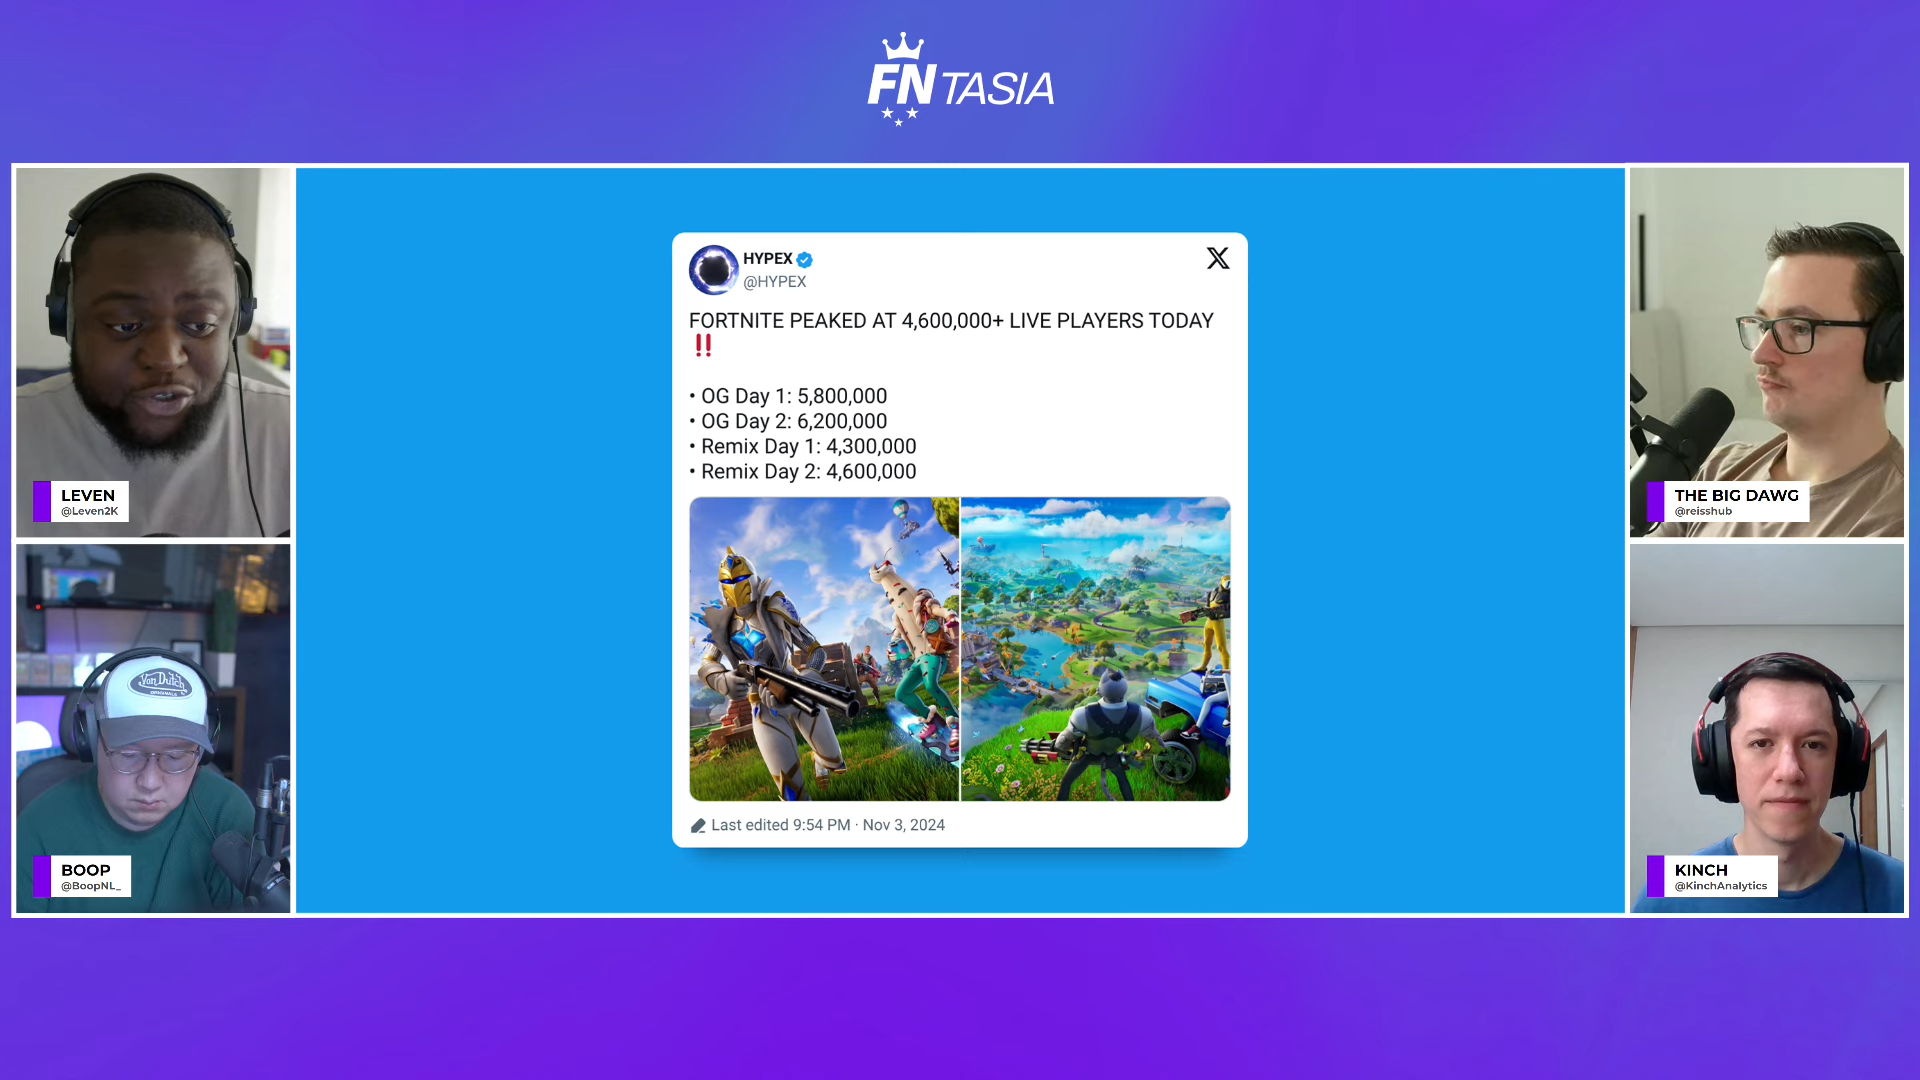 FNTASIA
LEVEN
@Leven2K
BOOP
@BoopNL_
Von Dutch
ORIGINALS
HYPEX
@HYPEX
FORTNITE PEAKED AT 4,600,000+ LIVE PLAYERS TODAY
‼️
• OG Day 1: 5,800,000
• OG Day 2: 6,200,000
• Remix Day 1: 4,300,000
• Remix Day 2: 4,600,000
Last edited 9:54 PM · Nov 3, 2024
THE BIG DAWG
@reisshub
KINCH
@KinchAnalytics